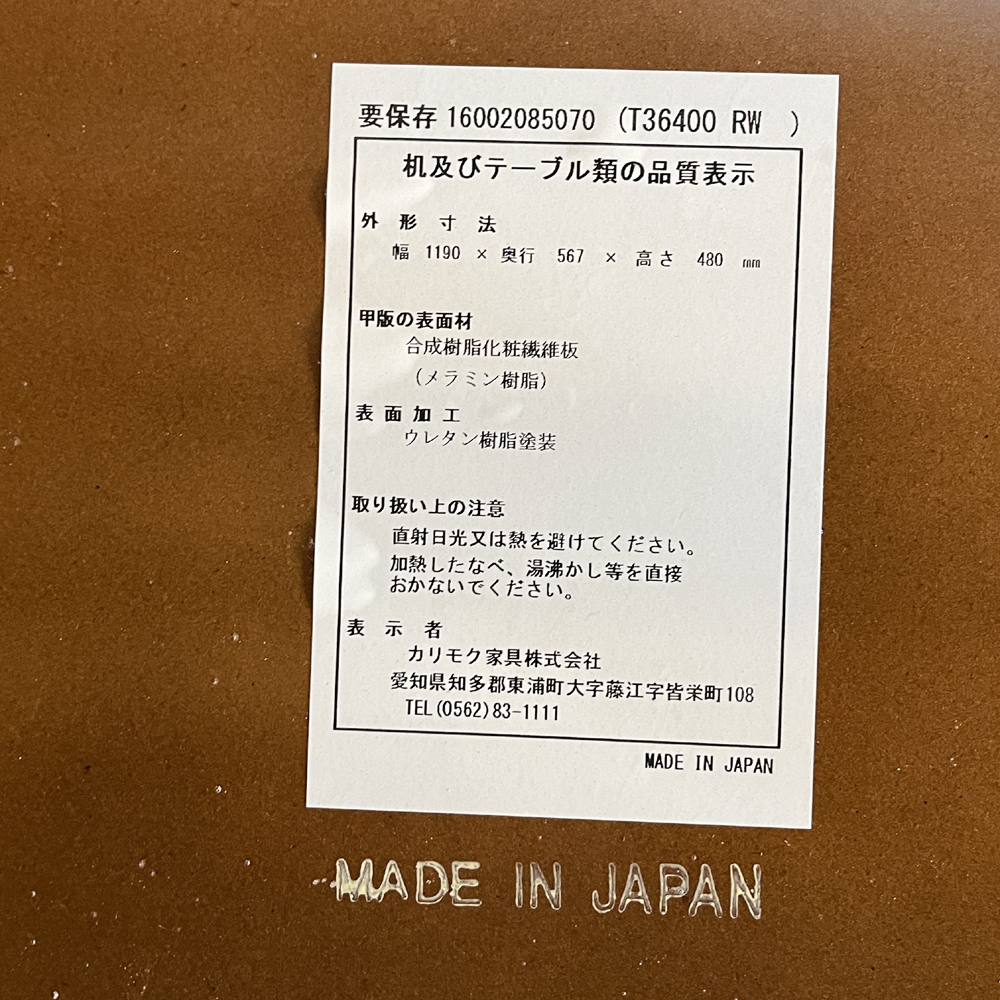 要保存 16002085070 (T36400 RW )
机及びテーブル類の品質表示
外形寸法
幅 1190 × 奥行 567 × 高さ 480 mm
甲版の表面材
合成樹脂化粧繊維板
(メラミン樹脂)
表面加工
ウレタン樹脂塗装
取り扱い上の注意
直射日光又は熱を避けてください。
加熱したなべ、湯沸かし等を直接
おかないでください。
表示者
カリモク家具株式会社
愛知県知多郡東浦町大字藤江字皆栄町108
TEL(0562)83-1111
MADE IN JAPAN
MADE IN JAPAN